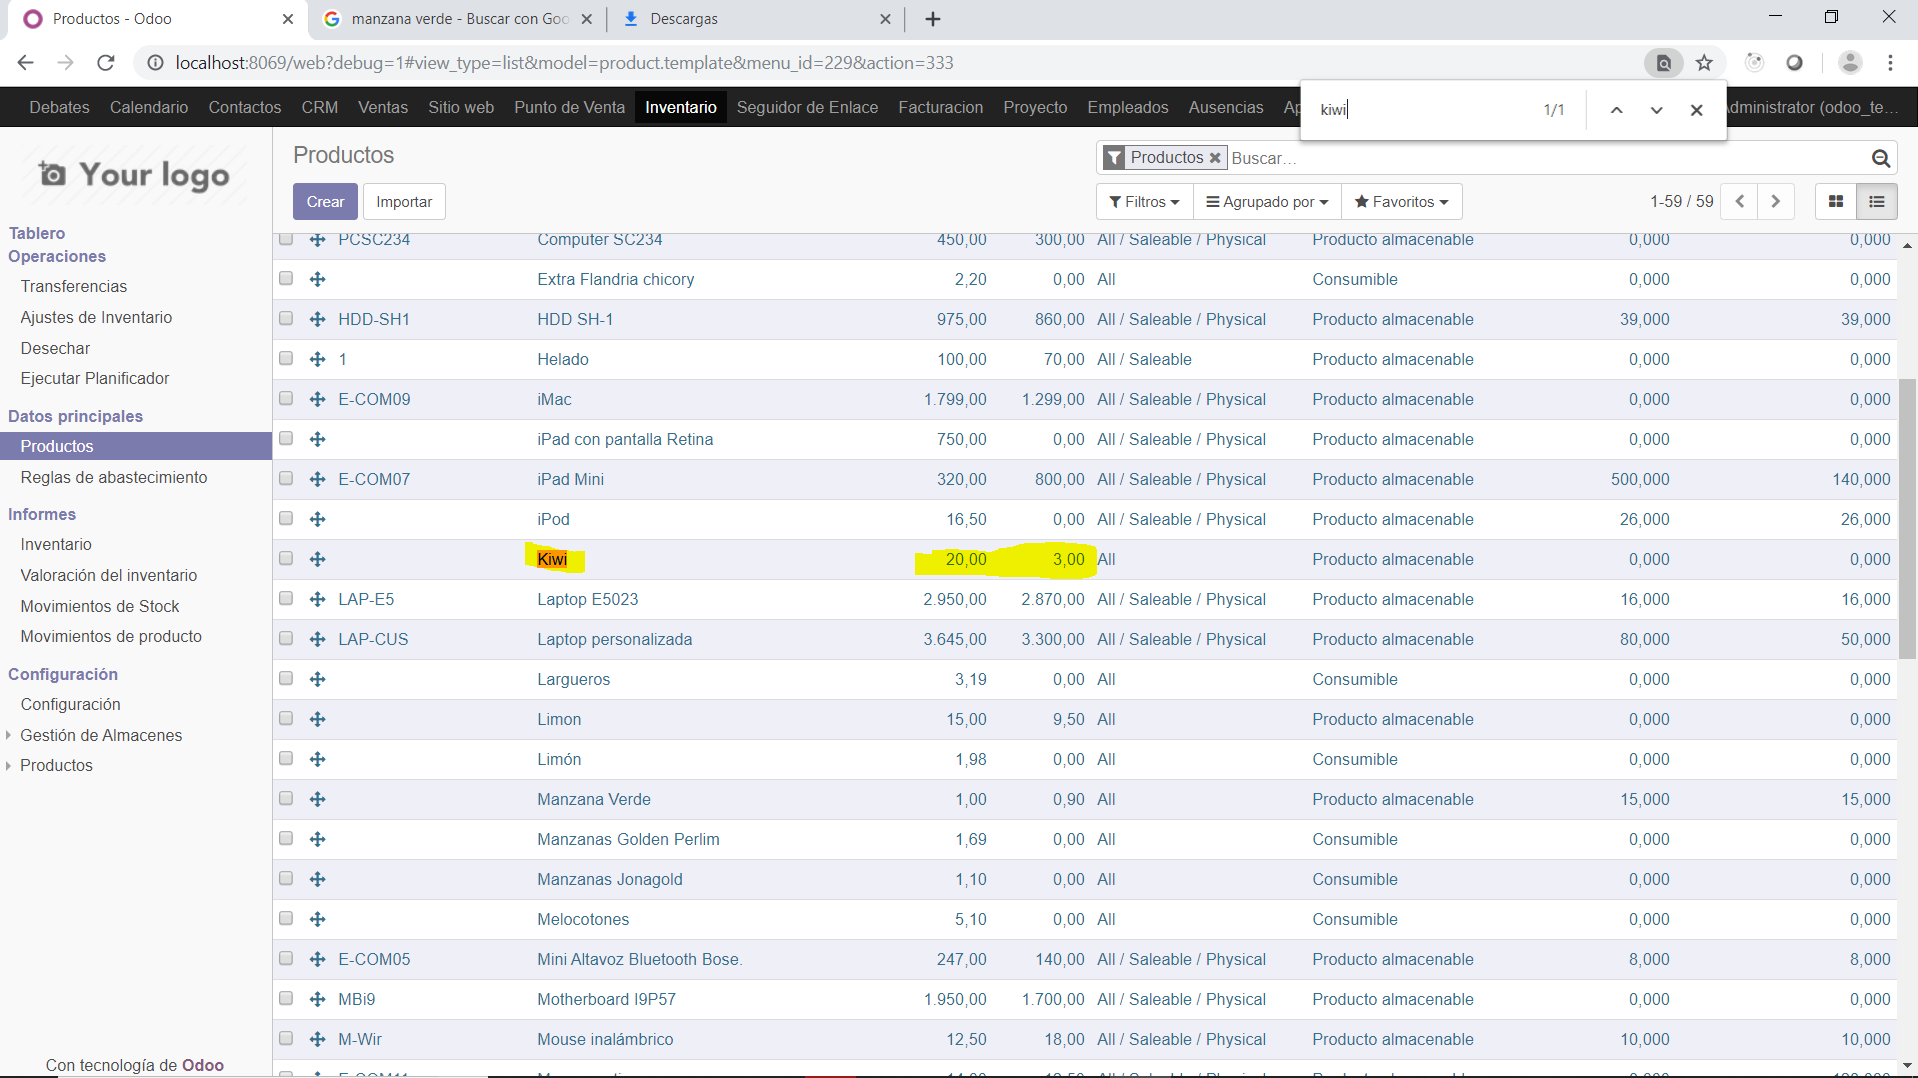 Productos - Odoo
manzana verde - Buscar con Goo
Descargas
localhost:8069/web?debug=1#view_type=list&model=product.template&menu_id=229&action=333
Debates Calendario Contactos CRM Ventas Sitio web Punto de Venta Inventario Seguidor de Enlace Facturacion Proyecto Empleados Ausencias Ap dministrator (odoo_te...
kiwi 1/1
Your logo
Productos
Productos Buscar...
Crear Importar
Filtros Agrupado por Favoritos 1-59 / 59
Tablero
Operaciones
Transferencias
Ajustes de Inventario
Desechar
Ejecutar Planificador
Datos principales
Productos
Reglas de abastecimiento
Informes
Inventario
Valoración del inventario
Movimientos de Stock
Movimientos de producto
Configuración
Configuración
Gestión de Almacenes
Productos
Con tecnología de Odoo
PCSC234 Computer SC234 450,00 300,00 All / Saleable / Physical Producto almacenable 0,000 0,000
Extra Flandria chicory 2,20 0,00 All Consumible 0,000 0,000
HDD-SH1 HDD SH-1 975,00 860,00 All / Saleable / Physical Producto almacenable 39,000 39,000
1 Helado 100,00 70,00 All / Saleable Producto almacenable 0,000 0,000
E-COM09 iMac 1.799,00 1.299,00 All / Saleable / Physical Producto almacenable 0,000 0,000
iPad con pantalla Retina 750,00 0,00 All / Saleable / Physical Producto almacenable 0,000 0,000
E-COM07 iPad Mini 320,00 800,00 All / Saleable / Physical Producto almacenable 500,000 140,000
iPod 16,50 0,00 All / Saleable / Physical Producto almacenable 26,000 26,000
Kiwi 20,00 3,00 All Producto almacenable 0,000 0,000
LAP-E5 Laptop E5023 2.950,00 2.870,00 All / Saleable / Physical Producto almacenable 16,000 16,000
LAP-CUS Laptop personalizada 3.645,00 3.300,00 All / Saleable / Physical Producto almacenable 80,000 50,000
Largueros 3,19 0,00 All Consumible 0,000 0,000
Limon 15,00 9,50 All Producto almacenable 0,000 0,000
Limón 1,98 0,00 All Consumible 0,000 0,000
Manzana Verde 1,00 0,90 All Producto almacenable 15,000 15,000
Manzanas Golden Perlim 1,69 0,00 All Consumible 0,000 0,000
Manzanas Jonagold 1,10 0,00 All Consumible 0,000 0,000
Melocotones 5,10 0,00 All Consumible 0,000 0,000
E-COM05 Mini Altavoz Bluetooth Bose. 247,00 140,00 All / Saleable / Physical Producto almacenable 8,000 8,000
MBi9 Motherboard I9P57 1.950,00 1.700,00 All / Saleable / Physical Producto almacenable 0,000 0,000
M-Wir Mouse inalámbrico 12,50 18,00 All / Saleable / Physical Producto almacenable 10,000 10,000